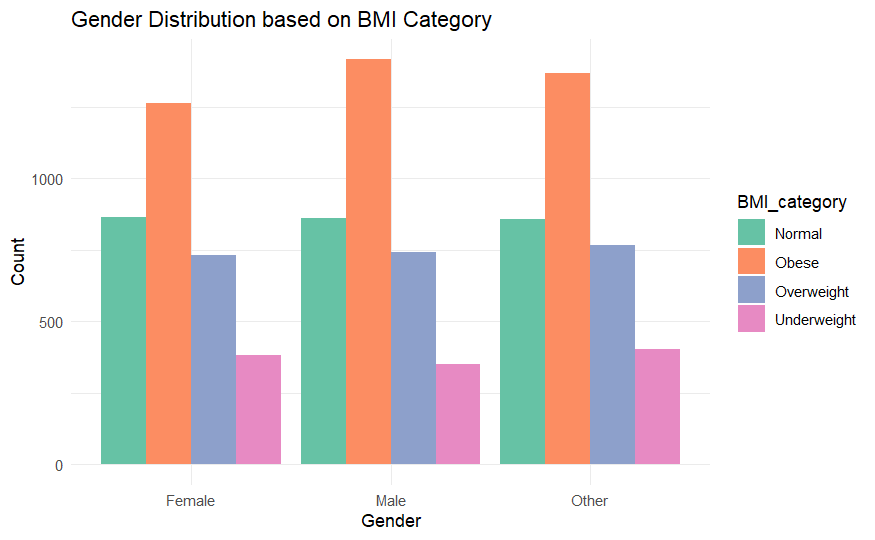 Gender Distribution based on BMI Category
Count
1000
500
0
Female Male Other
Gender
BMI_category
Normal
Obese
Overweight
Underweight